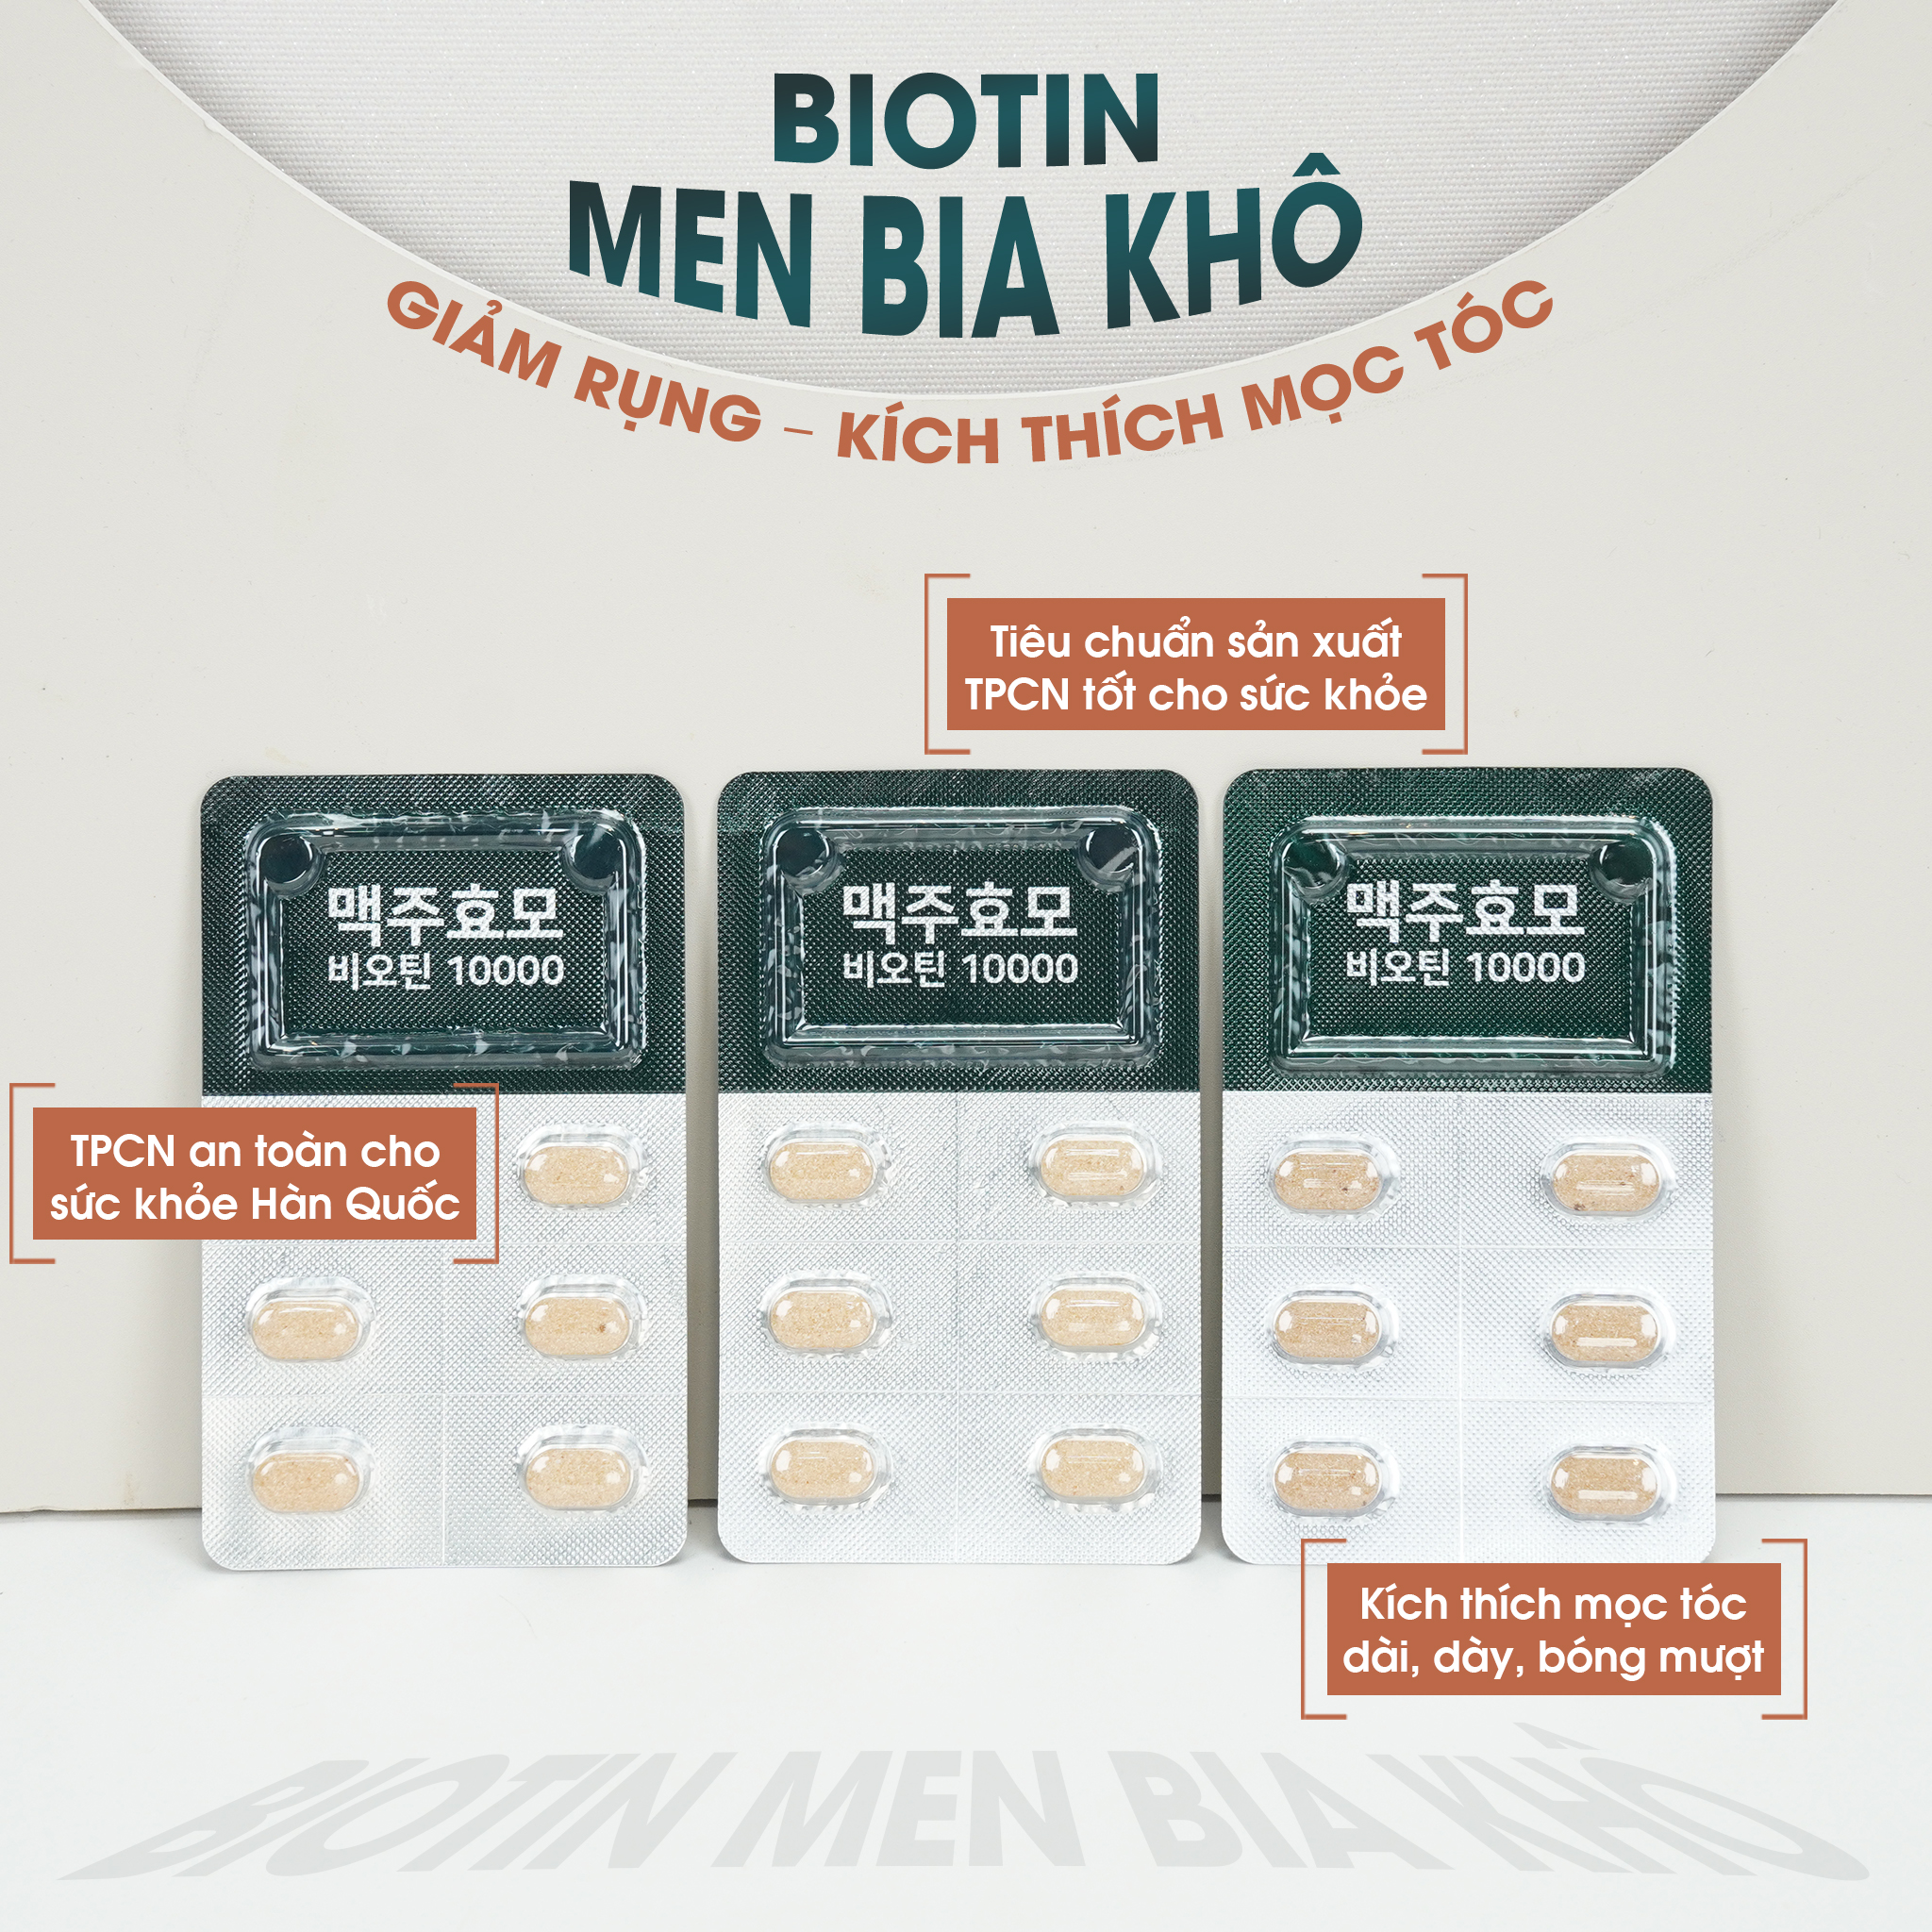 BIOTIN
MEN BIA KHÔ
GIẢM RỤNG – KÍCH THÍCH MỌC TÓC
Tiêu chuẩn sản xuất
TPCN tốt cho sức khỏe
맥주효모
비오틴 10000
맥주효모
비오틴 10000
맥주효모
비오틴 10000
TPCN an toàn cho
sức khỏe Hàn Quốc
Kích thích mọc tóc
dài, dày, bóng mượt
BIOTIN MEN BIA KHÔ